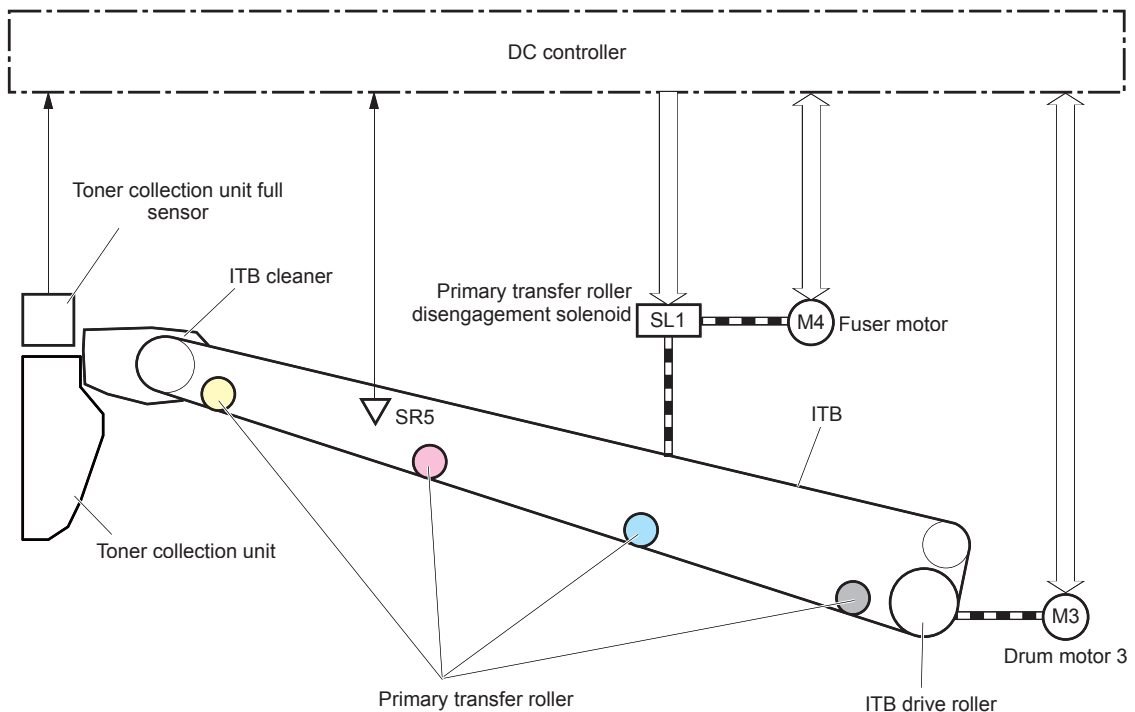 DC controller
Toner collection unit full
sensor
ITB cleaner
Primary transfer roller
disengagement solenoid
SL1
M4
Fuser motor
SR5
ITB
Toner collection unit
M3
Drum motor 3
Primary transfer roller
ITB drive roller